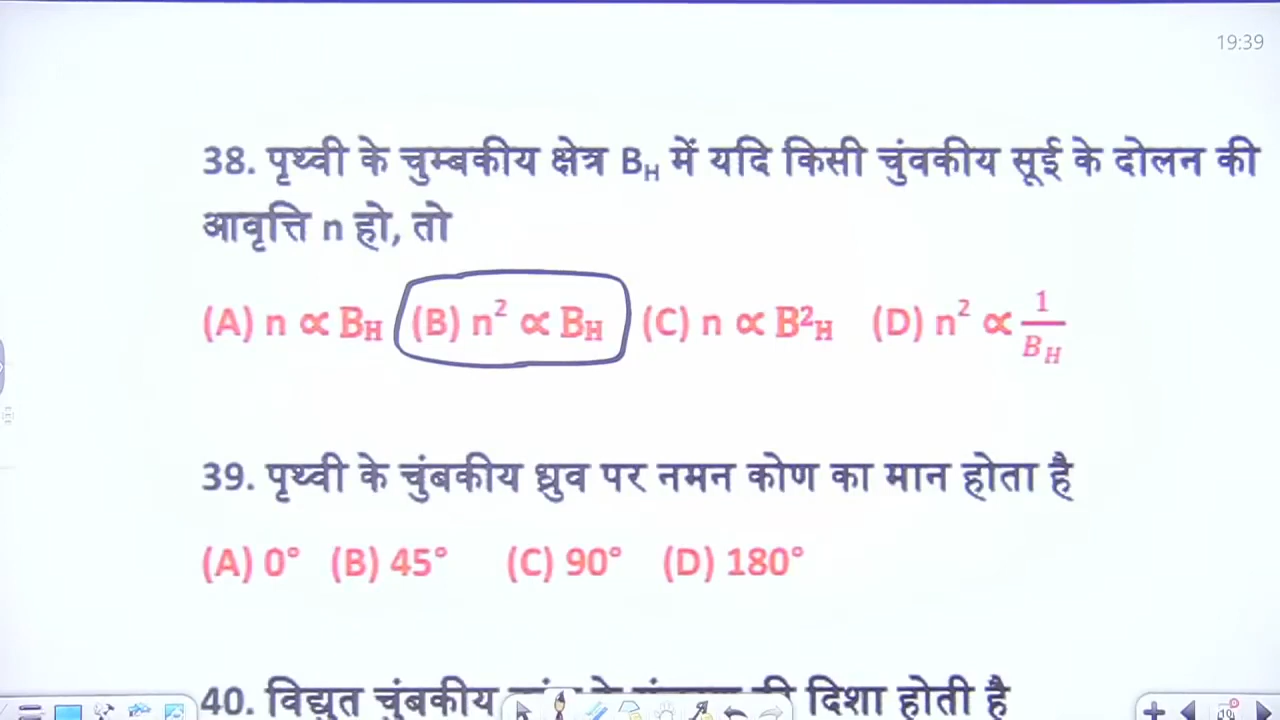 19:39
38. पृथ्वी के चुम्बकीय क्षेत्र B_H में यदि किसी चुंवकीय सूई के दोलन की
आवृत्ति n हो, तो
(A) n ∝ B_H (B) n² ∝ B_H (C) n ∝ B²_H (D) n² ∝ 1/B_H
39. पृथ्वी के चुंबकीय ध्रुव पर नमन कोण का मान होता है
(A) 0° (B) 45° (C) 90° (D) 180°
40. विद्युत चुंबकीय की दिशा होती है